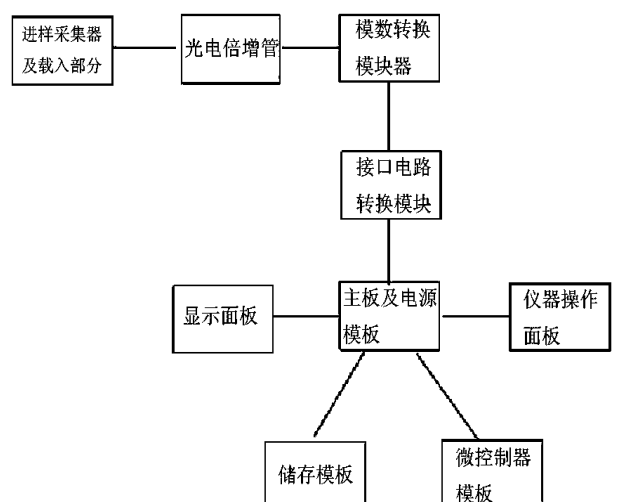 进样采集器
及载入部分
光电倍增管
模数转换
模块器
接口电路
转换模块
显示面板
主板及电源
模板
仪器操作
面板
储存模板
微控制器
模板